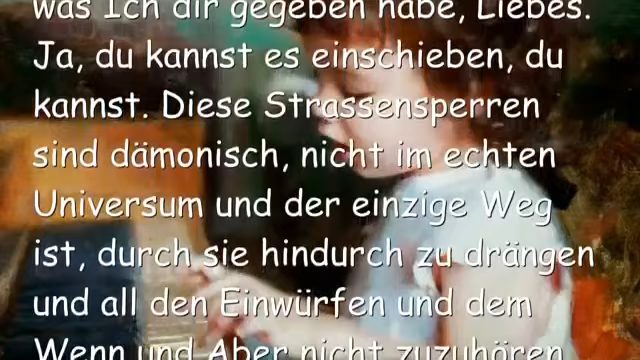 was Ich dir gegeben habe, Liebes.
Ja, du kannst es einschieben, du
kannst. Diese Strassensperren
sind dämonisch, nicht im echten
Universum und der einzige Weg
ist, durch sie hindurch zu drängen
und all den Einwürfen und dem
Wenn und Aber nicht zuzuhören